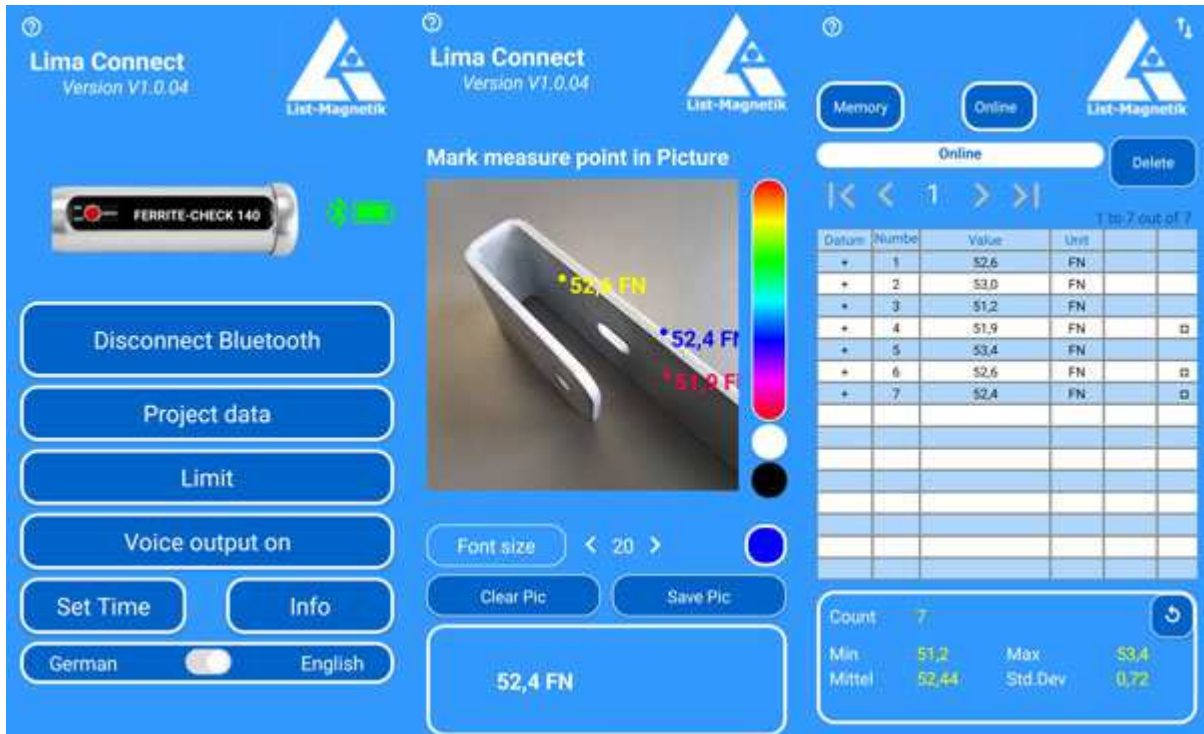 Lima Connect
Version V1.0.04
List-Magnetik
FERRITE-CHECK 140
Disconnect Bluetooth
Project data
Limit
Voice output on
Set Time
Info
German
English
Lima Connect
Version V1.0.04
List-Magnetik
Mark measure point in Picture
52,6 FN
52,4 F
51,9 F
Font size < 20 >
Clear Pic
Save Pic
52,4 FN
List-Magnetik
Memory
Online
Online
Delete
1
1 to 7 out of 7
Datum Numbe Value Unit
+ 1 52,6 FN
+ 2 53,0 FN
+ 3 51,2 FN
+ 4 51,9 FN
+ 5 53,4 FN
+ 6 52,6 FN
+ 7 52,4 FN
Count 7
Min 51,2 Max 53,4
Mittel 52,44 Std.Dev 0,72